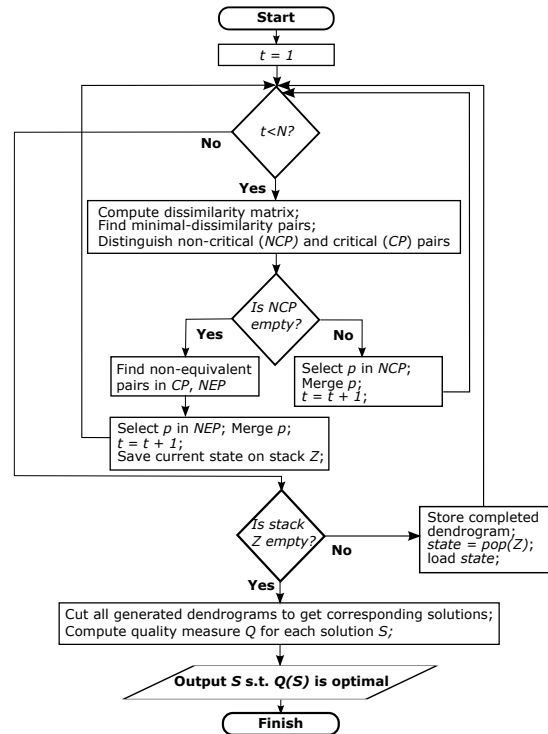 Start
t = 1
t<N?
No
Yes
Compute dissimilarity matrix;
Find minimal-dissimilarity pairs;
Distinguish non-critical (NCP) and critical (CP) pairs
Is NCP
empty?
Yes
No
Find non-equivalent
pairs in CP, NEP
Select p in NCP;
Merge p;
t = t + 1;
Select p in NEP; Merge p;
t = t + 1;
Save current state on stack Z;
Is stack
Z empty?
No
Yes
Store completed
dendrogram;
state = pop(Z);
load state;
Cut all generated dendrograms to get corresponding solutions;
Compute quality measure Q for each solution S;
Output S s.t. Q(S) is optimal
Finish